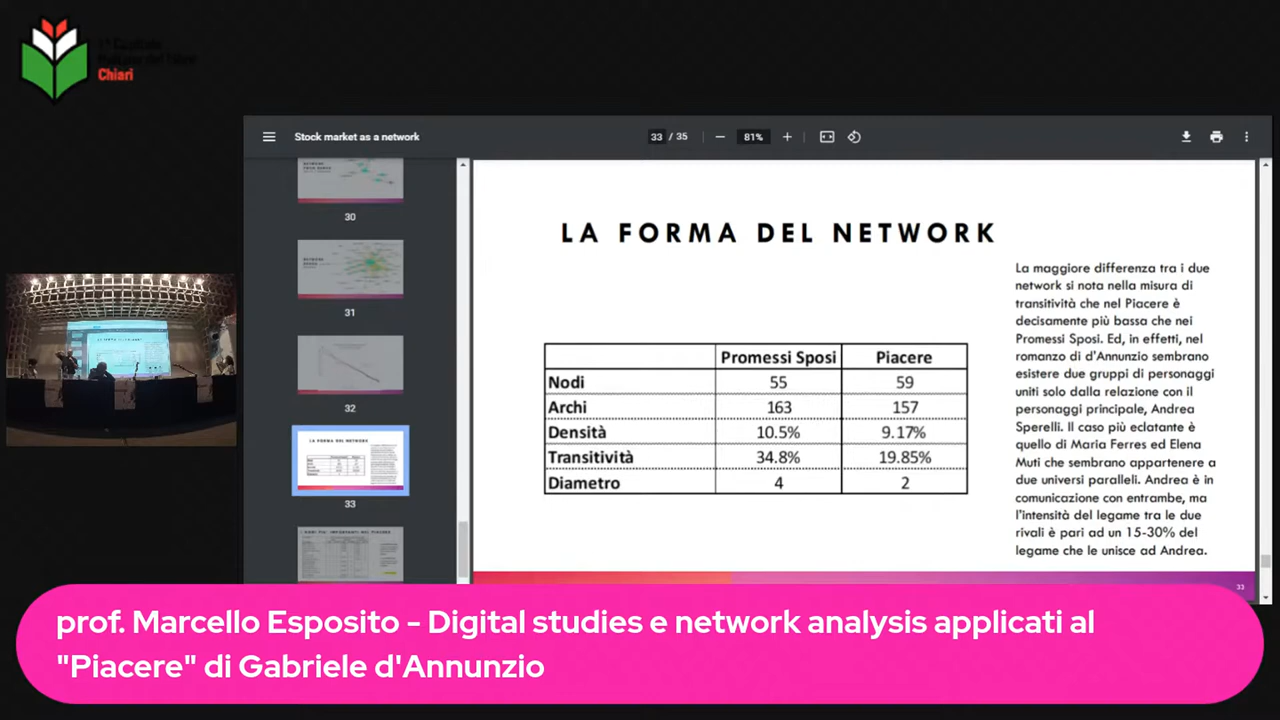 Chiari
Stock market as a network
33 / 35
81%
30
31
32
33
LA FORMA DEL NETWORK
La maggiore differenza tra i due
network si nota nella misura di
transitività che nel Piacere è
decisamente più bassa che nei
Promessi Sposi. Ed, in effetti, nel
romanzo di d'Annunzio sembrano
esistere due gruppi di personaggi
uniti solo dalla relazione con il
personaggi principale, Andrea
Sperelli. Il caso più eclatante è
quello di Maria Ferres ed Elena
Muti che sembrano appartenere a
due universi paralleli. Andrea è in
comunicazione con entrambe, ma
l'intensità del legame tra le due
rivali è pari ad un 15-30% del
legame che le unisce ad Andrea.
Promessi Sposi Piacere
Nodi 55 59
Archi 163 157
Densità 10.5% 9.17%
Transitività 34.8% 19.85%
Diametro 4 2
33
prof. Marcello Esposito - Digital studies e network analysis applicati al
"Piacere" di Gabriele d'Annunzio